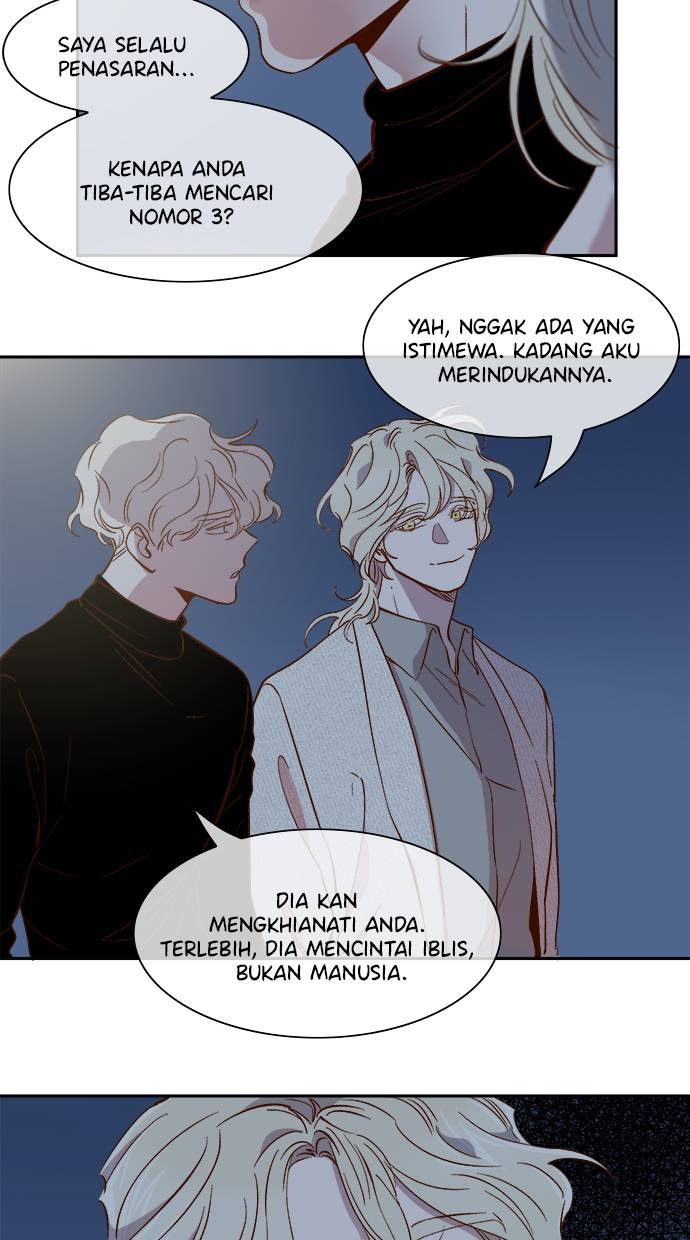 SAYA SELALU
PENASARAN...
KENAPA ANDA
TIBA-TIBA MENCARI
NOMOR 3?
YAH, NGGAK ADA YANG
ISTIMEWA. KADANG AKU
MERINDUKANNYA.
DIA KAN
MENGKHIANATI ANDA.
TERLEBIH, DIA MENCINTAI IBLIS,
BUKAN MANUSIA.